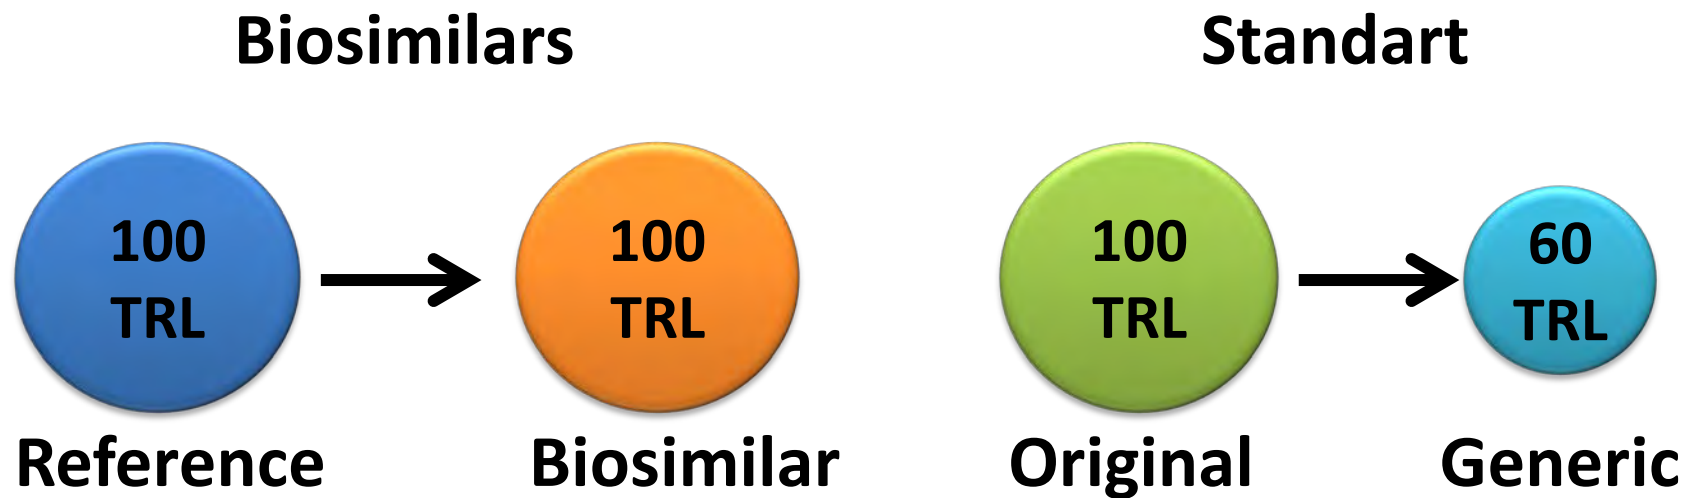 Biosimilars
Standart
100
TRL
100
TRL
100
TRL
60
TRL
Reference
Biosimilar
Original
Generic